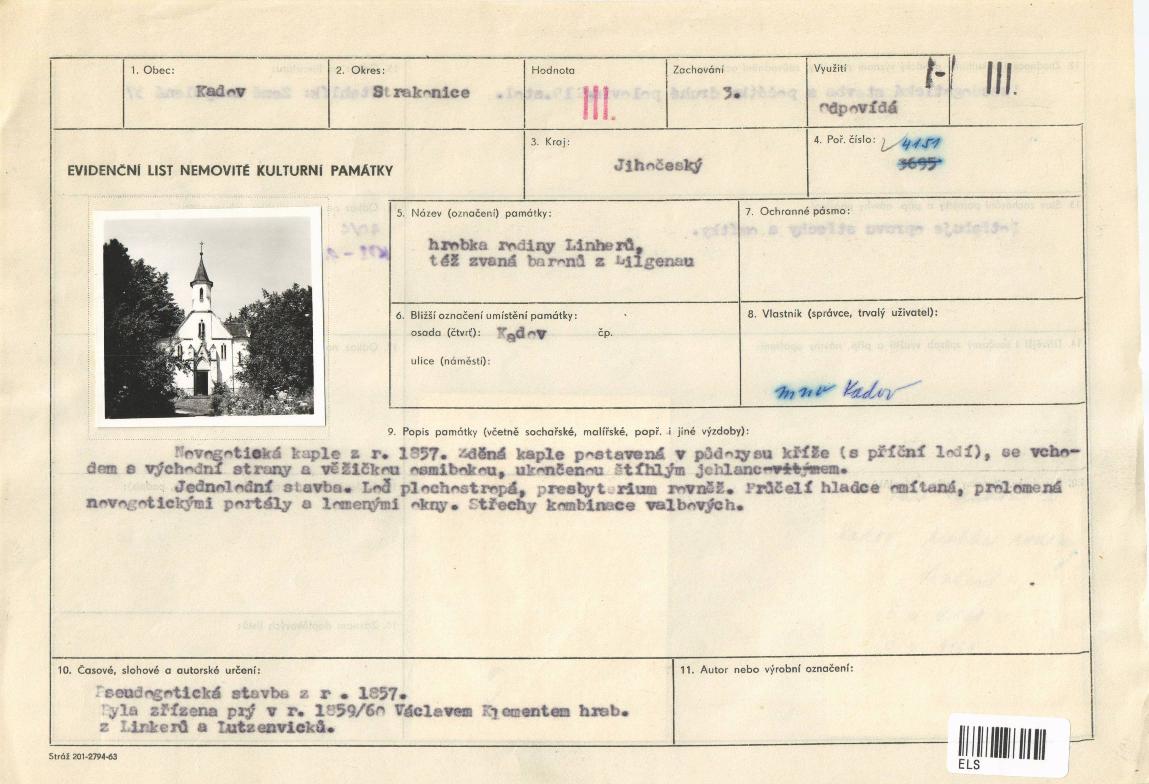 1. Obec:
Kadov
2. Okres:
Strakonice
Hodnota
III.
Zachování
3.
Využití
odpovídá
III.
EVIDENČNÍ LIST NEMOVITÉ KULTURNÍ PAMÁTKY
3. Kraj:
Jihočeský
4. Poř. číslo:
4151
3695
5. Název (označení) památky:
hrobka rodiny Linherů,
též zvaná baronů z Lilgenau
7. Ochranné pásmo:
6. Bližší označení umístění památky:
osada (čtvrť): Kadov čp.
ulice (náměstí):
8. Vlastník (správce, trvalý uživatel):
MNV Kadov
9. Popis památky (včetně sochařské, malířské, popř. i jiné výzdoby):
Novogotická kaple z r. 1857. Zděná kaple postavená v půdorysu kříže (s příční lodí), se vcho-
dem s východní strany a věžičkou osmibokou, ukončenou štíhlým jehlancovitýmem.
Jednolodní stavba. Loď plochostropá, presbyterium rovněž. Průčelí hladce omítaná, prolomená
novogotickými portály a lomenými okny. Střechy kombinace valbových.
10. Časové, slohové a autorské určení:
Pseudogotická stavba z r . 1857.
Byla zřízena prý v r. 1859/60 Václavem Klementem hrab.
z Linkerů a Lutzenvicků.
11. Autor nebo výrobní označení:
Stráž 201-2794-63
ELS